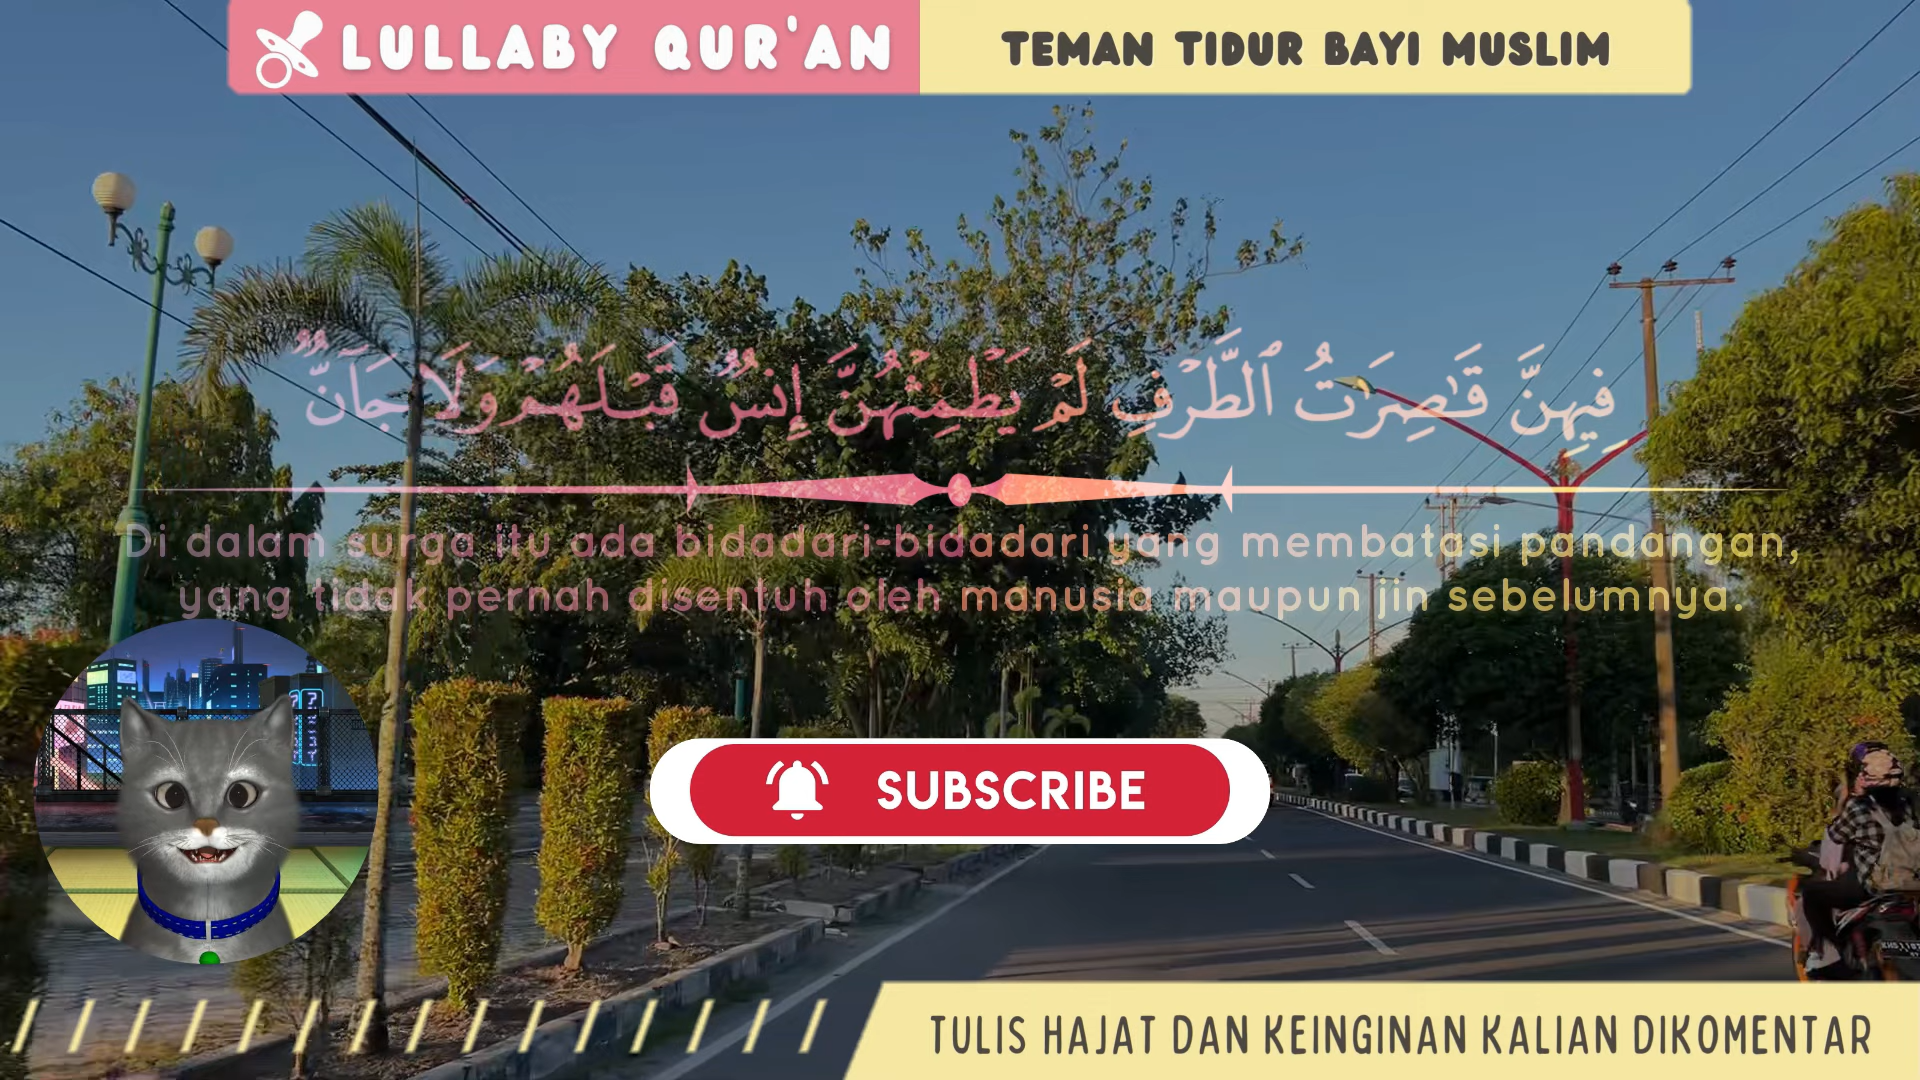 LULLABY QUR'AN
TEMAN TIDUR BAYI MUSLIM
فِيهِنَّ قَٰصِرَٰتُ ٱلطَّرْفِ لَمْ يَطْمِثْهُنَّ إِنسٌ قَبْلَهُمْ وَلَا جَآنٌّ
Di dalam surga itu ada bidadari-bidadari yang membatasi pandangan,
yang tidak pernah disentuh oleh manusia maupun jin sebelumnya.
SUBSCRIBE
TULIS HAJAT DAN KEINGINAN KALIAN DIKOMENTAR